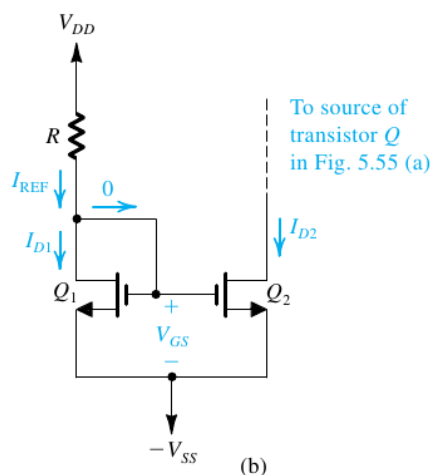 V_DD
To source of
transistor Q
in Fig. 5.55 (a)
R
I_REF
0
I_D1
I_D2
Q_1
Q_2
+
V_GS
−
−V_SS
(b)